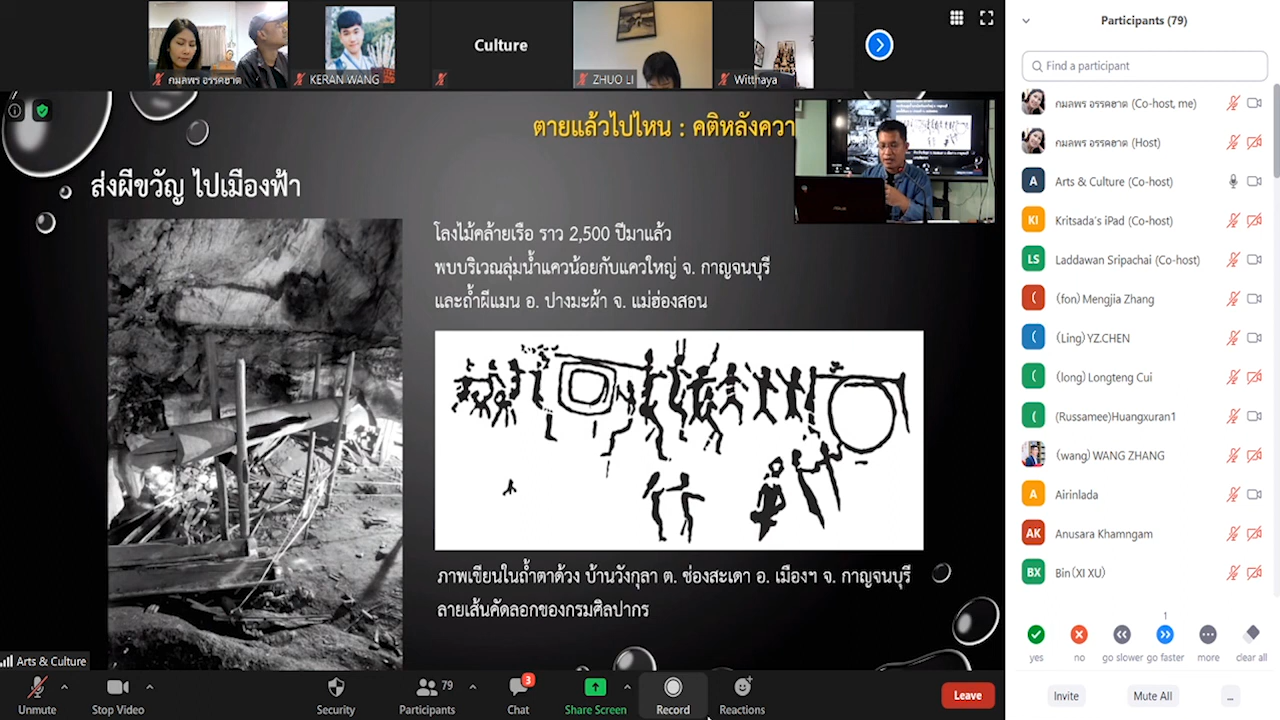 กมลพร อรรคฮาด
KERAN WANG
Culture
ZHUO LI
Witthaya
ตายแล้วไปไหน : คติหลังควา
ส่งผีขวัญ ไปเมืองฟ้า
โลงไม้คล้ายเรือ ราว 2,500 ปีมาแล้ว
พบบริเวณลุ่มน้ำแควน้อยกับแควใหญ่ จ. กาญจนบุรี
และถ้ำผีแมน อ. ปางมะผ้า จ. แม่ฮ่องสอน
ภาพเขียนในถ้ำตาด้วง บ้านวังกุลา ต. ช่องสะเดา อ. เมืองฯ จ. กาญจนบุรี
ลายเส้นคัดลอกของกรมศิลปากร
Arts & Culture
Unmute
Stop Video
Security
79
Participants
3
Chat
Share Screen
Record
Reactions
Leave
Participants (79)
Find a participant
กมลพร อรรคฮาด (Co-host, me)
กมลพร อรรคฮาด (Host)
A Arts & Culture (Co-host)
KI Kritsada's iPad (Co-host)
LS Laddawan Sripachai (Co-host)
( (fon) Mengjia Zhang
( (Ling) YZ.CHEN
( (long) Longteng Cui
( (Russamee)Huangxuran1
(wang) WANG ZHANG
A Airinlada
AK Anusara Khamngam
BX Bin(XI XU)
1
yes no go slower go faster more clear all
Invite Mute All ...